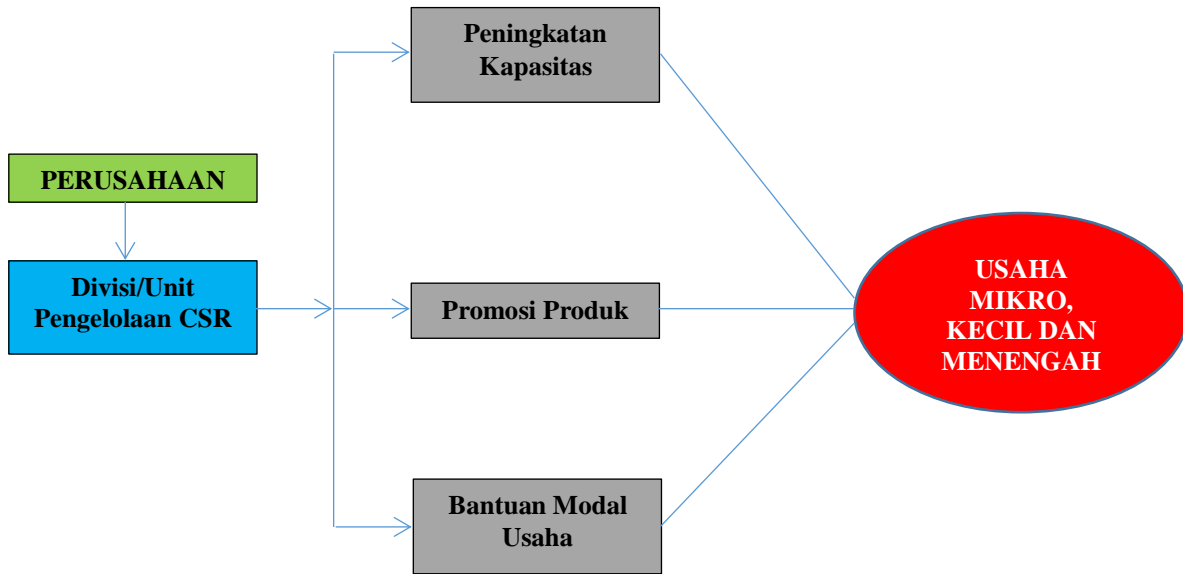 Peningkatan
Kapasitas
PERUSAHAAN
Divisi/Unit
Pengelolaan CSR
Promosi Produk
USAHA
MIKRO,
KECIL DAN
MENENGAH
Bantuan Modal
Usaha